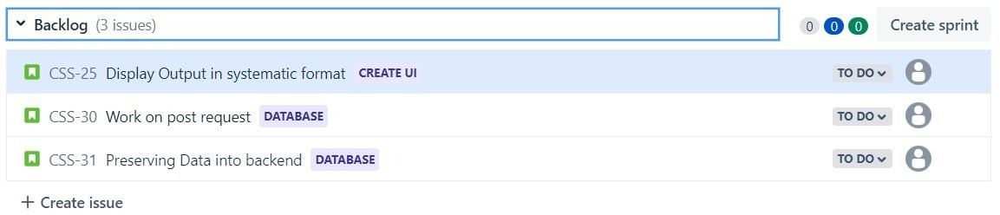 Backlog (3 issues) 0 0 0 Create sprint
CSS-25 Display Output in systematic format CREATE UI TO DO
CSS-30 Work on post request DATABASE TO DO
CSS-31 Preserving Data into backend DATABASE TO DO
+ Create issue